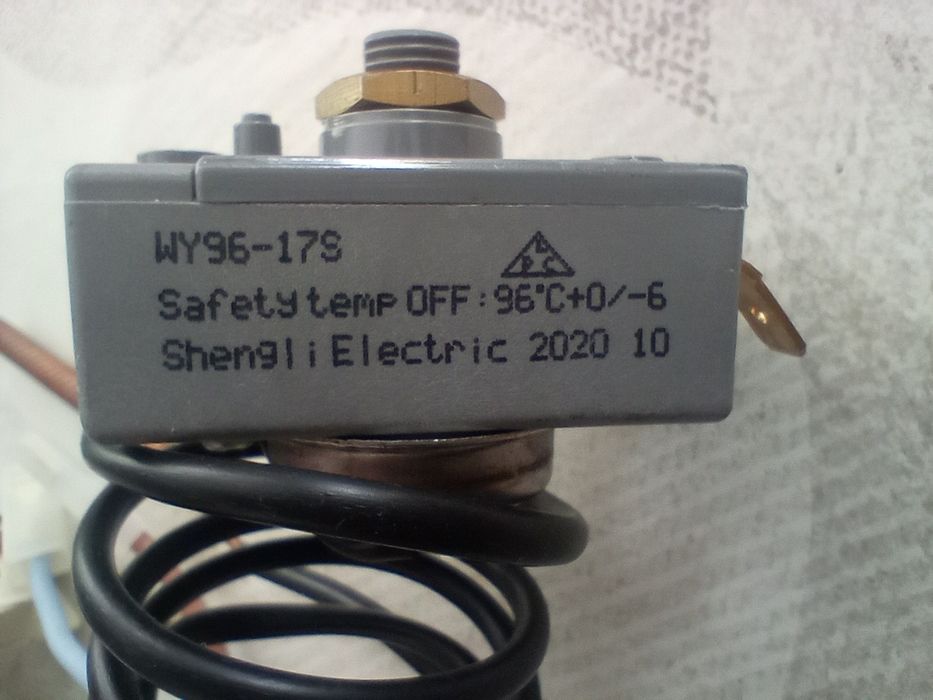 WY96-17S
Safety temp OFF:96℃+0/-6
Shengli Electric 2020 10